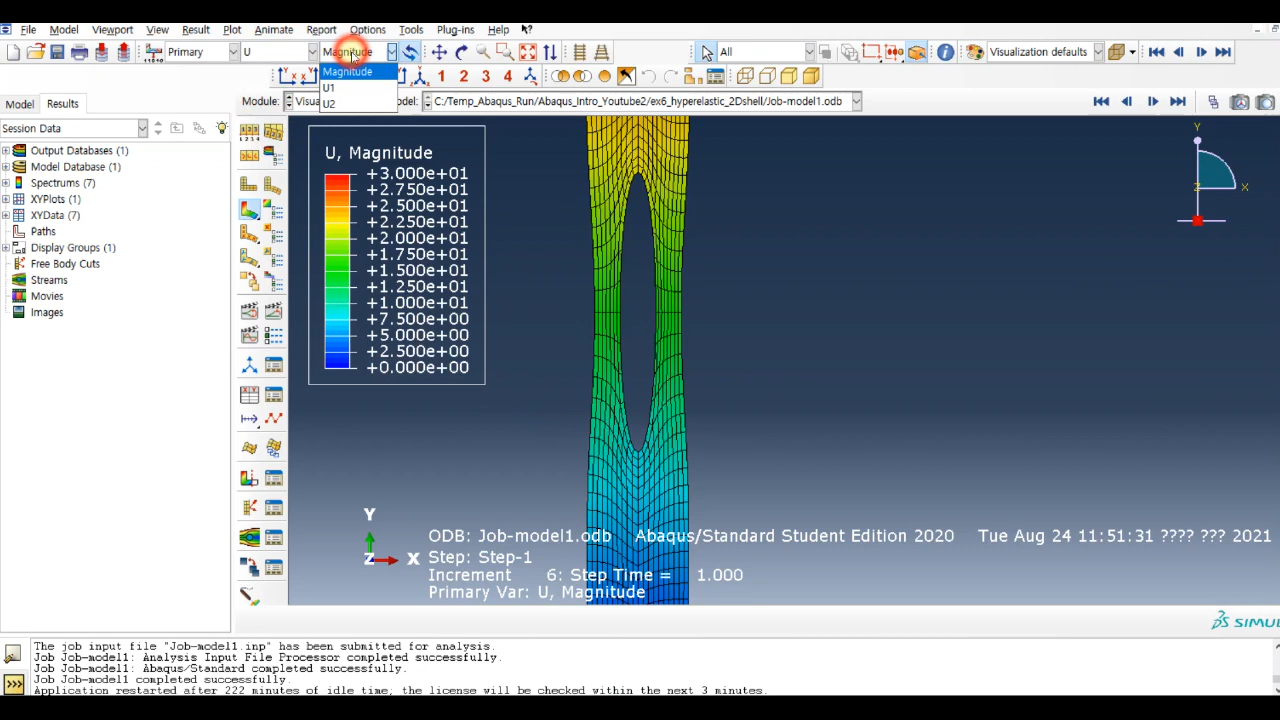 File Model Viewport View Result Plot Animate Report Options Tools Plug-ins Help
Primary U Magnitude All Visualization defaults
Magnitude
U1
U2
1 2 3 4
Module: Model: C:/Temp_Abaqus_Run/Abaqus_Intro_Youtube2/ex6_hyperelastic_2Dshell/Job-model1.odb
Model Results
Session Data
Output Databases (1)
Model Database (1)
Spectrums (7)
XYPlots (1)
XYData (7)
Paths
Display Groups (1)
Free Body Cuts
Streams
Movies
Images
U, Magnitude
+3.000e+01
+2.750e+01
+2.500e+01
+2.250e+01
+2.000e+01
+1.750e+01
+1.500e+01
+1.250e+01
+1.000e+01
+7.500e+00
+5.000e+00
+2.500e+00
+0.000e+00
Y
Z X
Y
Z X
ODB: Job-model1.odb Abaqus/Standard Student Edition 2020 Tue Aug 24 11:51:31 ???? ??? 2021
Step: Step-1
Increment 6: Step Time = 1.000
Primary Var: U, Magnitude
The job input file "Job-model1.inp" has been submitted for analysis.
Job Job-model1: Analysis Input File Processor completed successfully.
Job Job-model1: Abaqus/Standard completed successfully.
Job Job-model1 completed successfully.
Application restarted after 222 minutes of idle time; the license will be checked within the next 3 minutes.